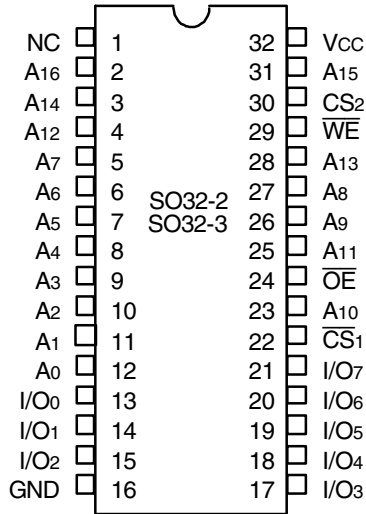 NC 1 32 VCC
A16 2 31 A15
A14 3 30 CS2
A12 4 29 WE
A7 5 28 A13
A6 6 27 A8
SO32-2
A5 7 26 A9
SO32-3
A4 8 25 A11
A3 9 24 OE
A2 10 23 A10
A1 11 22 CS1
A0 12 21 I/O7
I/O0 13 20 I/O6
I/O1 14 19 I/O5
I/O2 15 18 I/O4
GND 16 17 I/O3